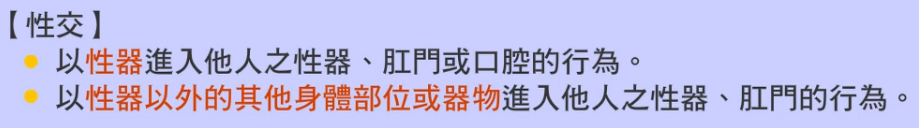 【性交】
以性器進入他人之性器、肛門或口腔的行為。
以性器以外的其他身體部位或器物進入他人之性器、肛門的行為。